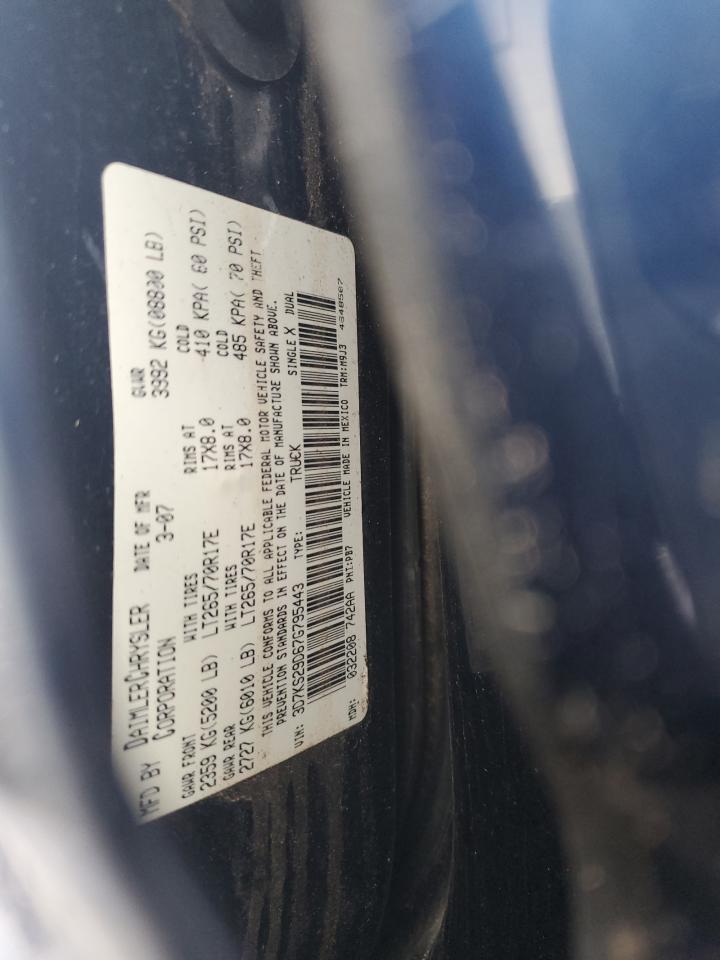 MFD BY DAIMLERCHRYSLER DATE OF MFR GVWR
CORPORATION 3-07 3992 KG(08800 LB)
GAWR FRONT WITH TIRES RIMS AT COLD
2359 KG(5200 LB) LT265/70R17E 17X8.0 410 KPA( 60 PSI)
GAWR REAR WITH TIRES RIMS AT COLD
2727 KG(6010 LB) LT265/70R17E 17X8.0 485 KPA( 70 PSI)
THIS VEHICLE CONFORMS TO ALL APPLICABLE FEDERAL MOTOR VEHICLE SAFETY AND THEFT
PREVENTION STANDARDS IN EFFECT ON THE DATE OF MANUFACTURE SHOWN ABOVE.
VIN: 3D7KS29D67G795443 TYPE: TRUCK SINGLE X DUAL
MDH: 032208 742AA PNT:PB7 VEHICLE MADE IN MEXICO TRM:M9J3 4348567